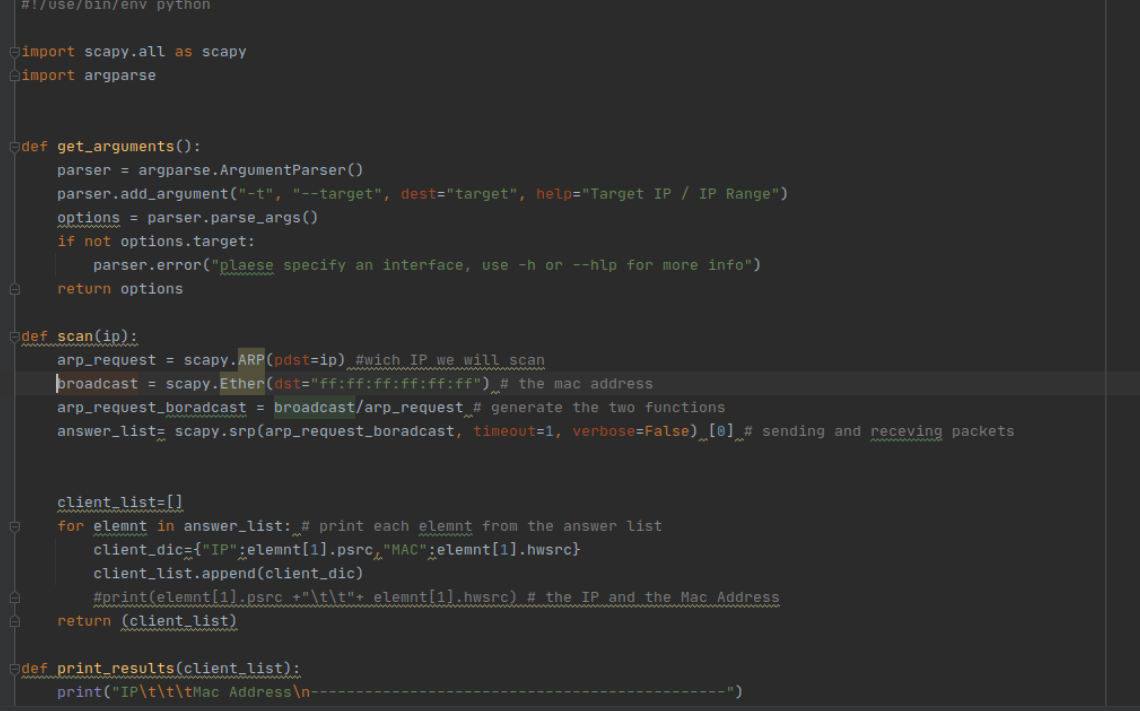 #!/use/bin/env python
import scapy.all as scapy
import argparse
def get_arguments():
    parser = argparse.ArgumentParser()
    parser.add_argument("-t", "--target", dest="target", help="Target IP / IP Range")
    options = parser.parse_args()
    if not options.target:
        parser.error("plaese specify an interface, use -h or --hlp for more info")
    return options
def scan(ip):
    arp_request = scapy.ARP(pdst=ip) #wich IP we will scan
    broadcast = scapy.Ether(dst="ff:ff:ff:ff:ff:ff") # the mac address
    arp_request_boradcast = broadcast/arp_request # generate the two functions
    answer_list= scapy.srp(arp_request_boradcast, timeout=1, verbose=False) [0] # sending and receving packets
    client_list=[]
    for elemnt in answer_list: # print each elemnt from the answer list
        client_dic={"IP":elemnt[1].psrc,"MAC":elemnt[1].hwsrc}
        client_list.append(client_dic)
        #print(elemnt[1].psrc +"\t\t"+ elemnt[1].hwsrc) # the IP and the Mac Address
    return (client_list)
def print_results(client_list):
    print("IP\t\t\tMac Address\n----------------------------------------------")